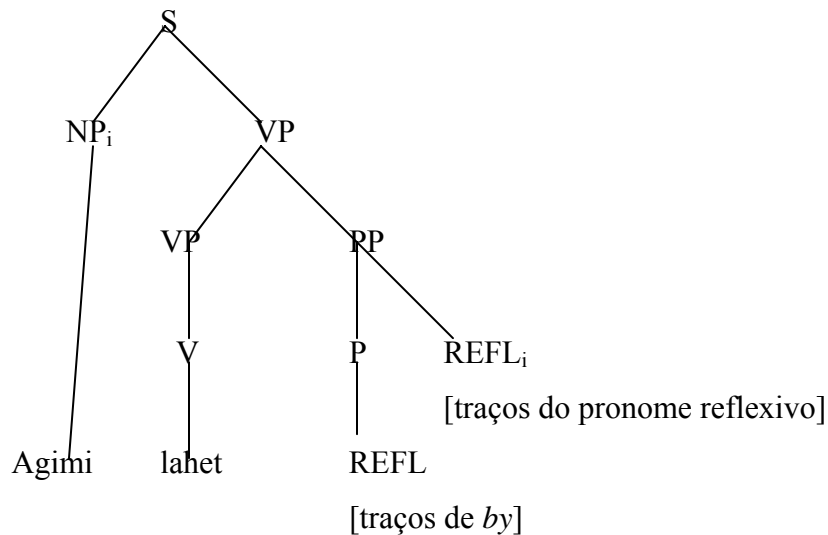 S
NPᵢ VP
VP PP
V P REFLᵢ
[traços do pronome reflexivo]
Agimi lahet REFL
[traços de by]